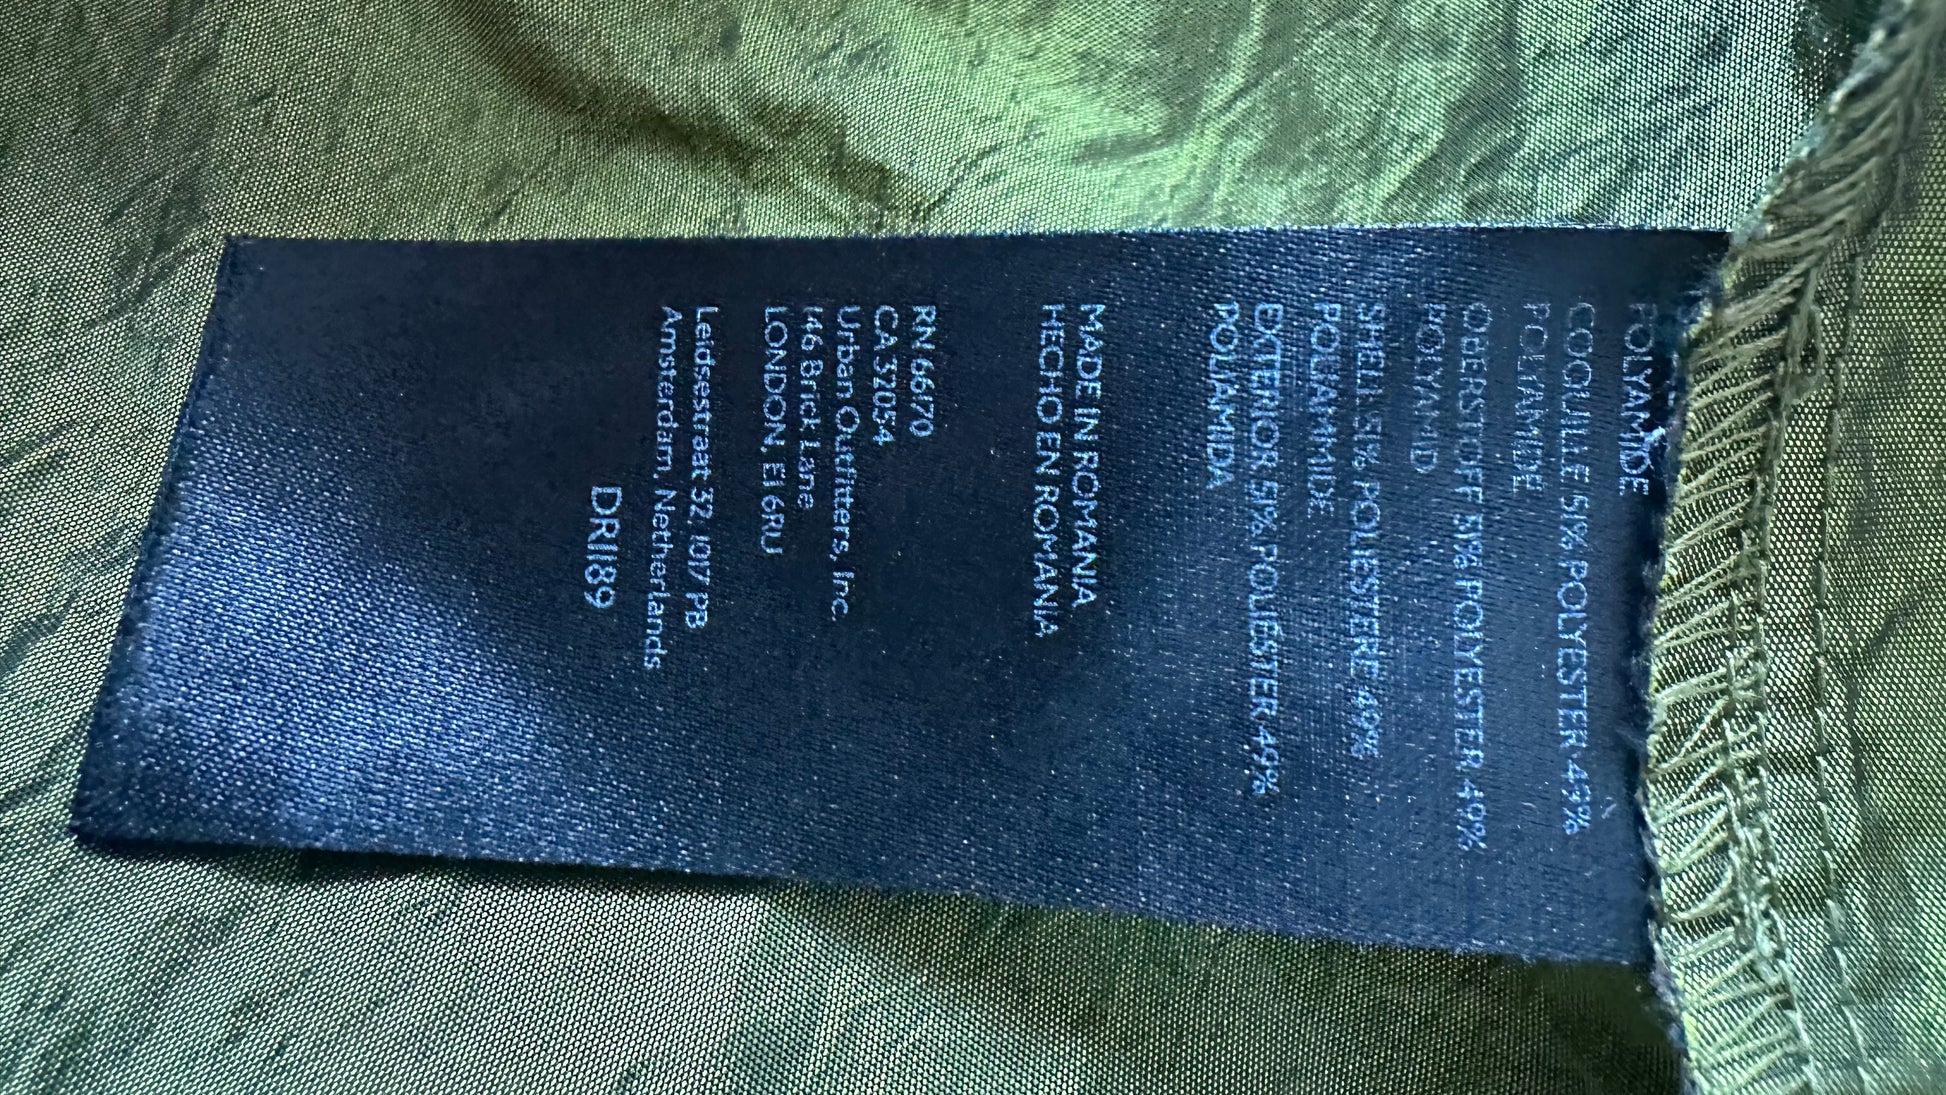 POLYAMIDE
COQUILLE 51% POLYESTER 49%
POLIAMIDE
OBERSTOFF 51% POLYESTER 49%
POLYAMID
SHELL 51% POLIESTERE 49%
POLIAMMIDE
EXTERIOR 51% POLIÉSTER 49%
POLIAMIDA
MADE IN ROMANIA
HECHO EN ROMANIA
RN 66170
CA 32054
Urban Outfitters, Inc.
146 Brick Lane
LONDON, E1 6RU
Leidsestraat 32, 1017 PB
Amsterdam, Netherlands
DR1189